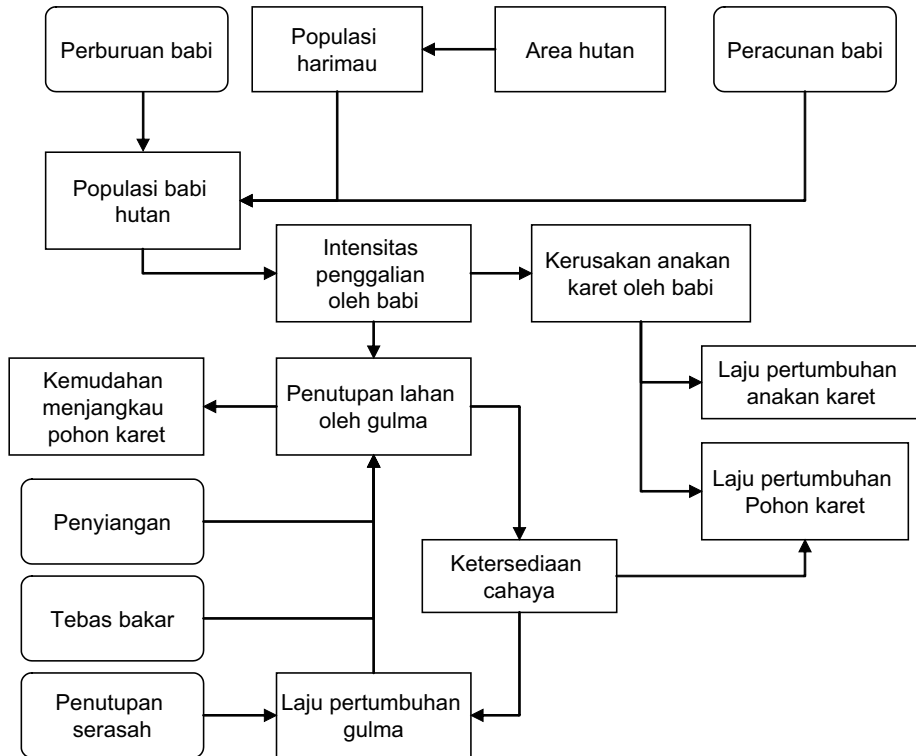 Perburuan babi
Populasi
harimau
Area hutan
Peracunan babi
Populasi babi
hutan
Intensitas
penggalian
oleh babi
Kerusakan anakan
karet oleh babi
Kemudahan
menjangkau
pohon karet
Penutupan lahan
oleh gulma
Laju pertumbuhan
anakan karet
Laju pertumbuhan
Pohon karet
Penyiangan
Ketersediaan
cahaya
Tebas bakar
Penutupan
serasah
Laju pertumbuhan
gulma